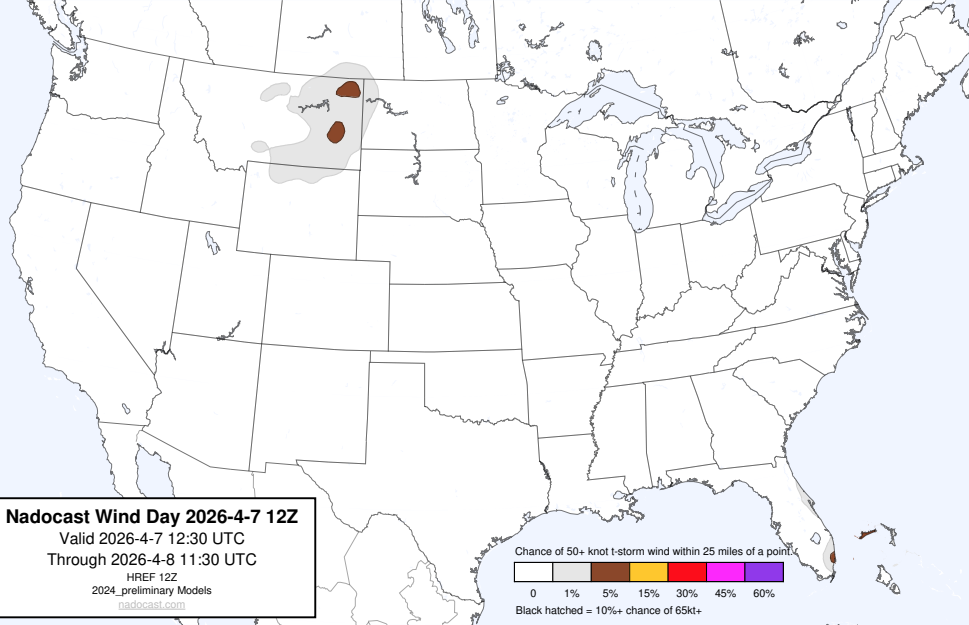 Nadocast Wind Day 2026-4-7 12Z
Valid 2026-4-7 12:30 UTC
Through 2026-4-8 11:30 UTC
HREF 12Z
2024_preliminary Models
nadocast.com
Chance of 50+ knot t-storm wind within 25 miles of a point.
0 1% 5% 15% 30% 45% 60%
Black hatched = 10%+ chance of 65kt+